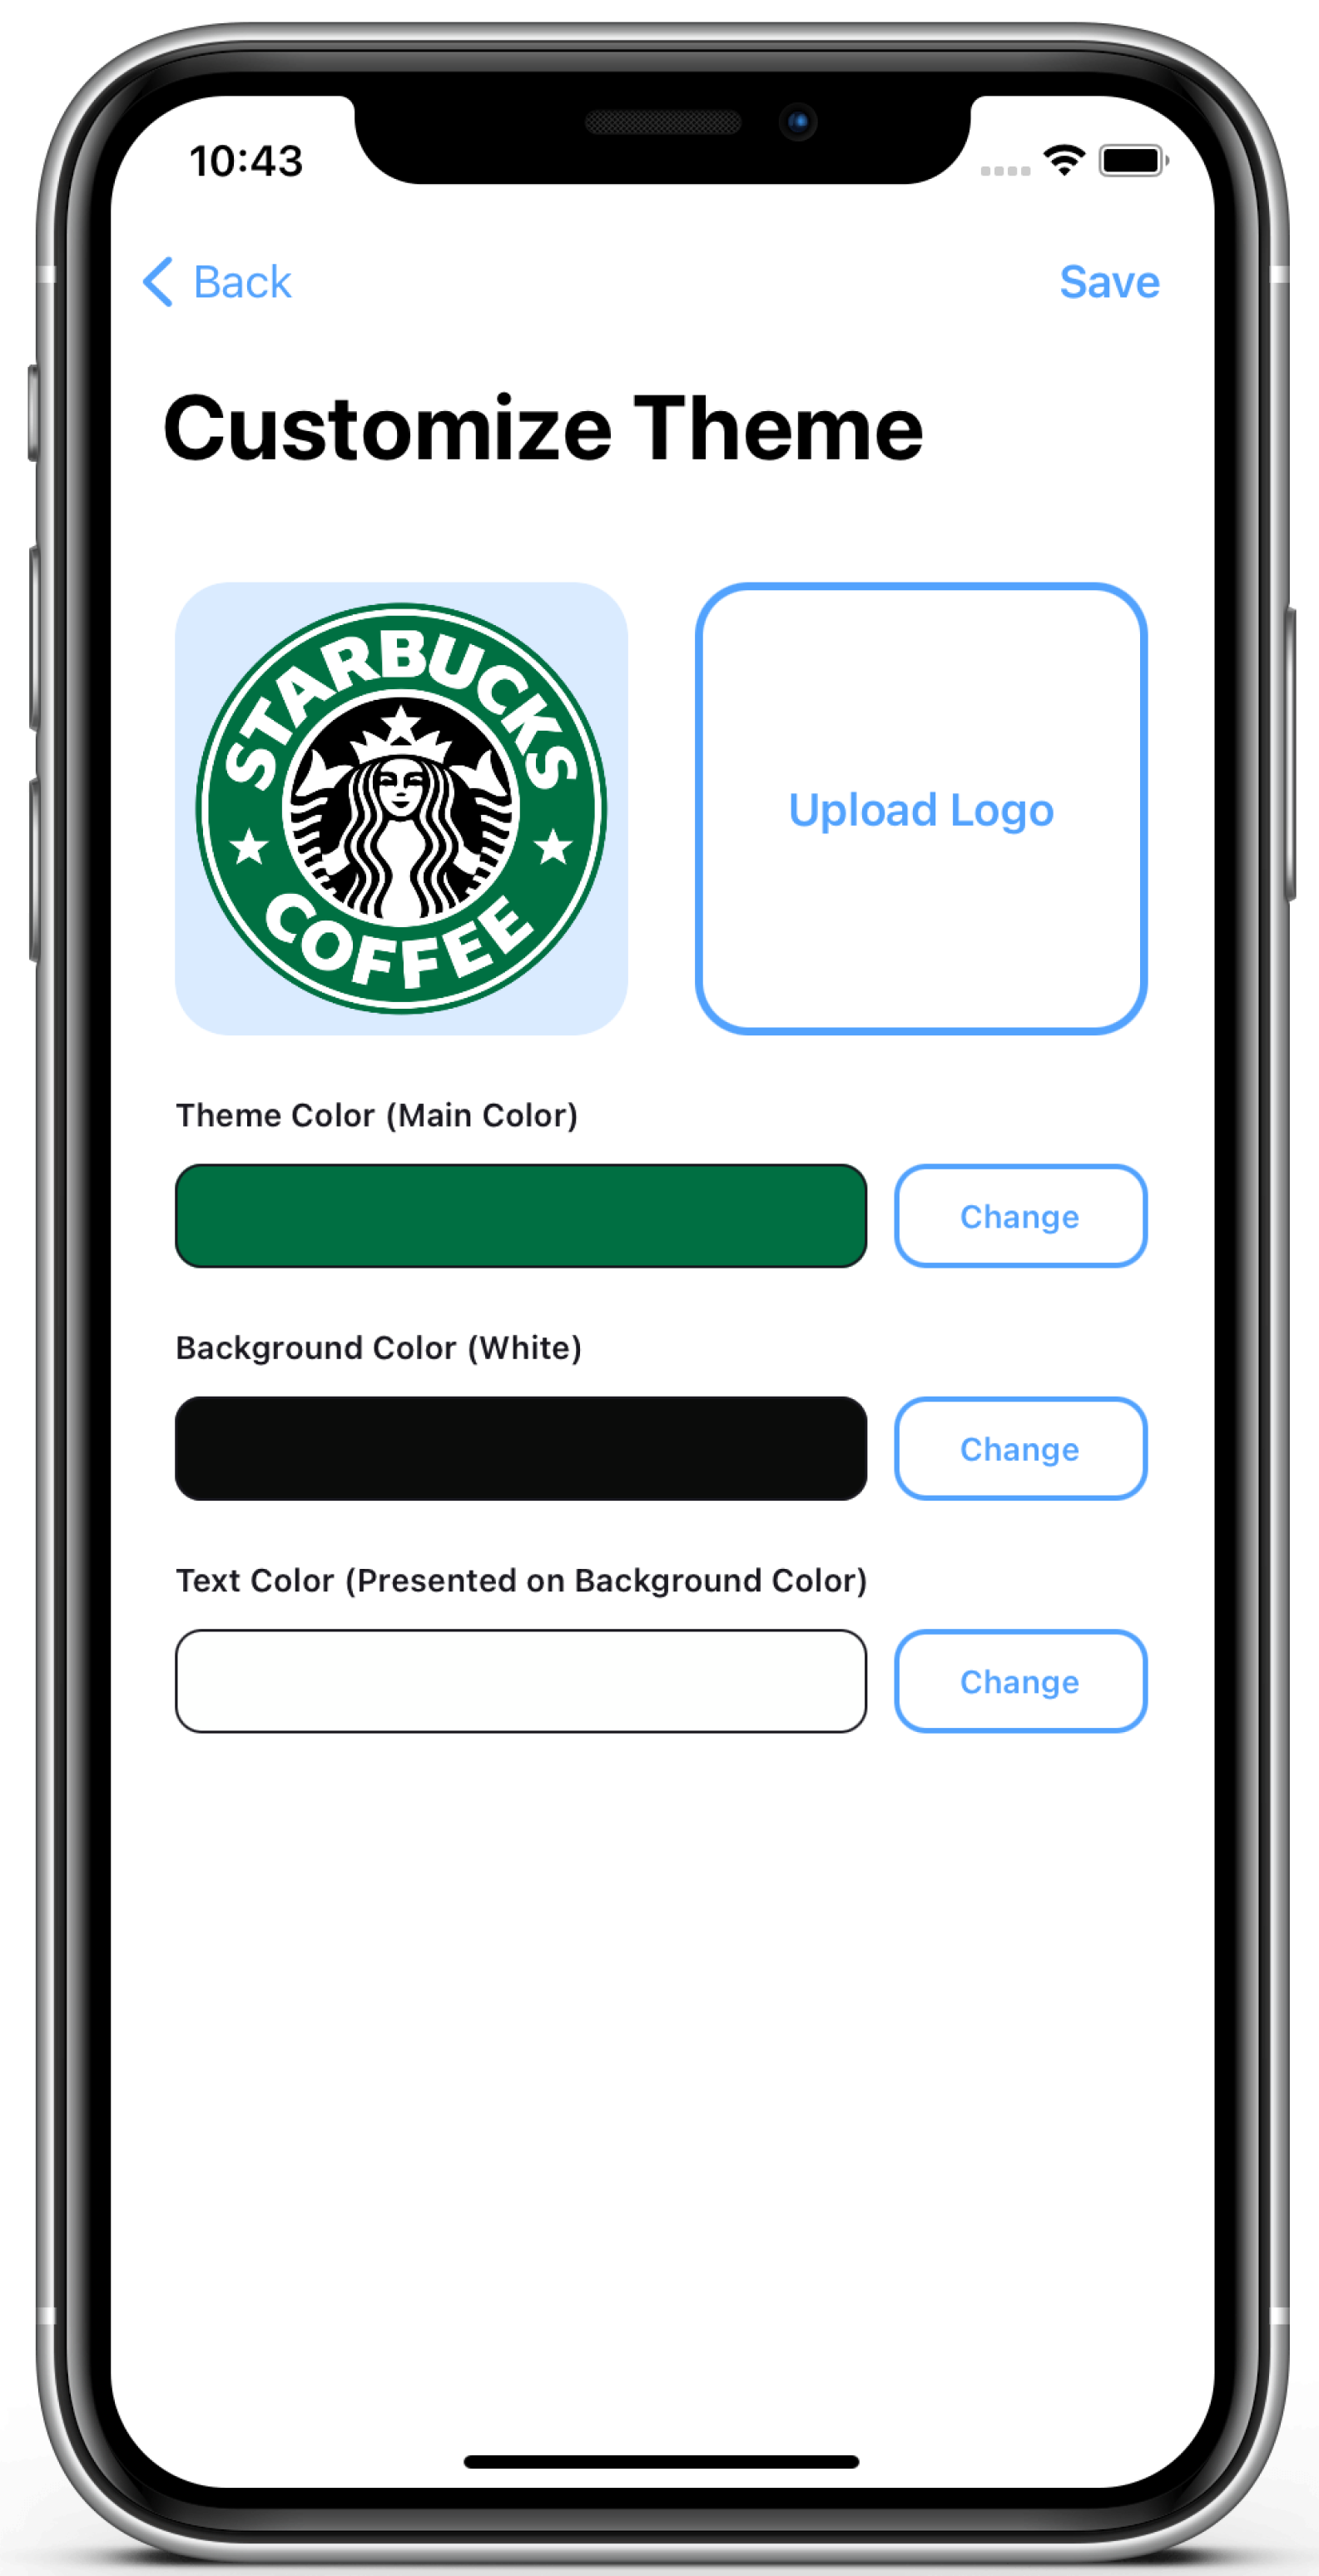 10:43
Back
Save
Customize Theme
STARBUCKS
COFFEE
Upload Logo
Theme Color (Main Color)
Change
Background Color (White)
Change
Text Color (Presented on Background Color)
Change